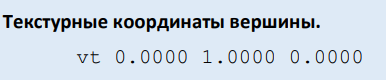 Текстурные координаты вершины.
vt 0.0000 1.0000 0.0000